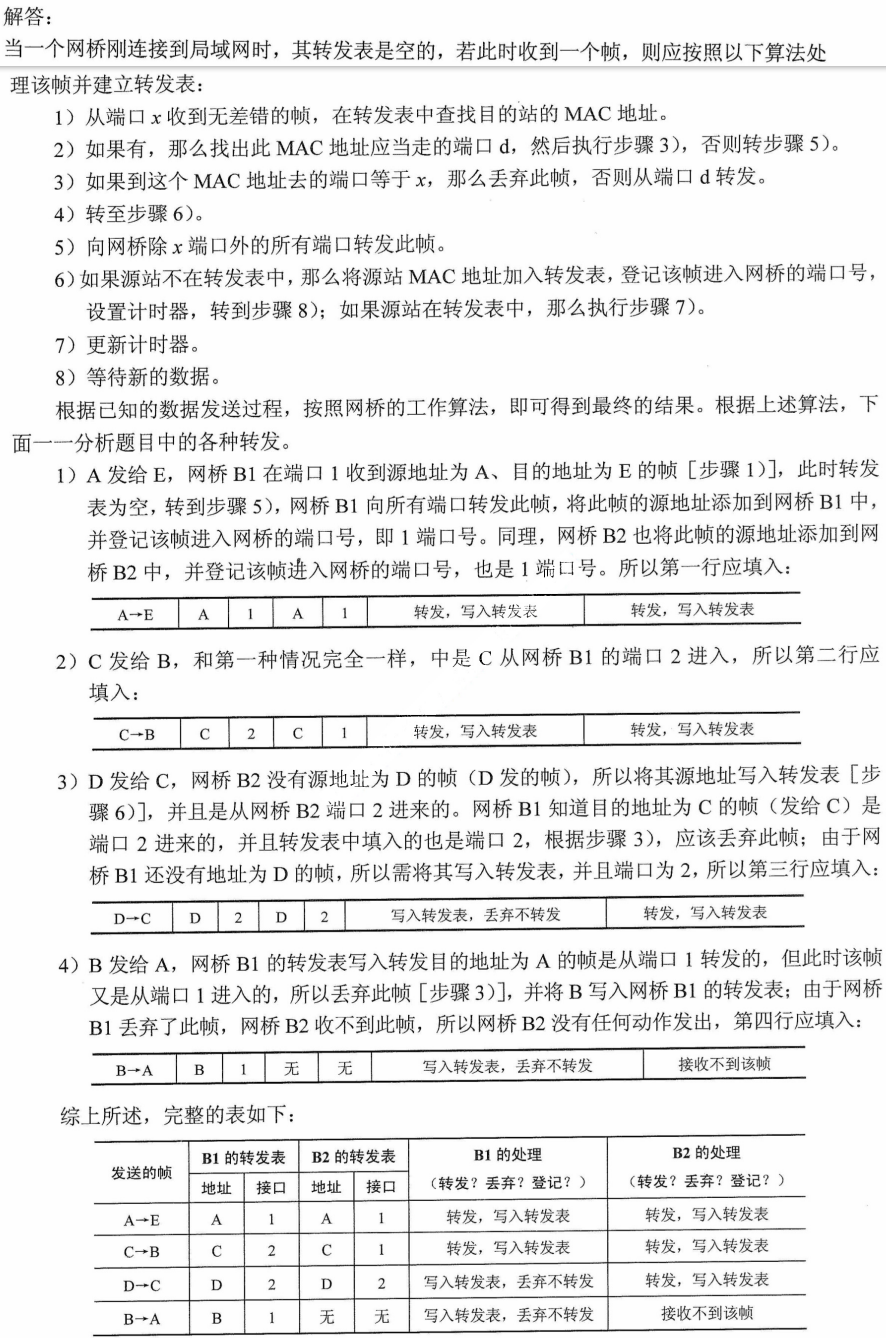 解答：
当一个网桥刚连接到局域网时，其转发表是空的，若此时收到一个帧，则应按照以下算法处
理该帧并建立转发表：
1）从端口 x 收到无差错的帧，在转发表中查找目的站的 MAC 地址。
2）如果有，那么找出此 MAC 地址应当走的端口 d，然后执行步骤 3），否则转步骤 5）。
3）如果到这个 MAC 地址去的端口等于 x，那么丢弃此帧，否则从端口 d 转发。
4）转至步骤 6）。
5）向网桥除 x 端口外的所有端口转发此帧。
6）如果源站不在转发表中，那么将源站 MAC 地址加入转发表，登记该帧进入网桥的端口号，
设置计时器，转到步骤 8）；如果源站在转发表中，那么执行步骤 7）。
7）更新计时器。
8）等待新的数据。
根据已知的数据发送过程，按照网桥的工作算法，即可得到最终的结果。根据上述算法，下
面一一分析题目中的各种转发。
1）A 发给 E，网桥 B1 在端口 1 收到源地址为 A、目的地址为 E 的帧［步骤 1）］，此时转发
表为空，转到步骤 5），网桥 B1 向所有端口转发此帧，将此帧的源地址添加到网桥 B1 中，
并登记该帧进入网桥的端口号，即 1 端口号。同理，网桥 B2 也将此帧的源地址添加到网
桥 B2 中，并登记该帧进入网桥的端口号，也是 1 端口号。所以第一行应填入：
A→E A 1 A 1 转发，写入转发表 转发，写入转发表
2）C 发给 B，和第一种情况完全一样，中是 C 从网桥 B1 的端口 2 进入，所以第二行应
填入：
C→B C 2 C 1 转发，写入转发表 转发，写入转发表
3）D 发给 C，网桥 B2 没有源地址为 D 的帧（D 发的帧），所以将其源地址写入转发表［步
骤 6）］，并且是从网桥 B2 端口 2 进来的。网桥 B1 知道目的地址为 C 的帧（发给 C）是
端口 2 进来的，并且转发表中填入的也是端口 2，根据步骤 3），应该丢弃此帧；由于网
桥 B1 还没有地址为 D 的帧，所以需将其写入转发表，并且端口为 2，所以第三行应填入：
D→C D 2 D 2 写入转发表，丢弃不转发 转发，写入转发表
4）B 发给 A，网桥 B1 的转发表写入转发目的地址为 A 的帧是从端口 1 转发的，但此时该帧
又是从端口 1 进入的，所以丢弃此帧［步骤 3）］，并将 B 写入网桥 B1 的转发表；由于网桥
B1 丢弃了此帧，网桥 B2 收不到此帧，所以网桥 B2 没有任何动作发出，第四行应填入：
B→A B 1 无 无 写入转发表，丢弃不转发 接收不到该帧
综上所述，完整的表如下：
发送的帧 B1 的转发表 B2 的转发表 B1 的处理 B2 的处理
地址 接口 地址 接口 （转发？丢弃？登记？） （转发？丢弃？登记？）
A→E A 1 A 1 转发，写入转发表 转发，写入转发表
C→B C 2 C 1 转发，写入转发表 转发，写入转发表
D→C D 2 D 2 写入转发表，丢弃不转发 转发，写入转发表
B→A B 1 无 无 写入转发表，丢弃不转发 接收不到该帧